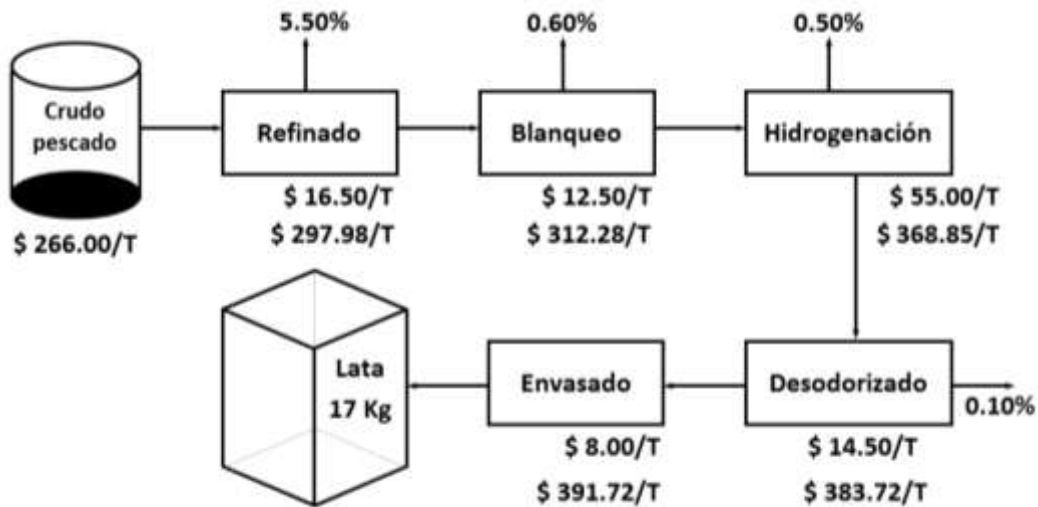 5.50%
0.60%
0.50%
Crudo
pescado
Refinado
Blanqueo
Hidrogenación
$ 266.00/T
$ 16.50/T
$ 297.98/T
$ 12.50/T
$ 312.28/T
$ 55.00/T
$ 368.85/T
Lata
17 Kg
Envasado
Desodorizado
0.10%
$ 8.00/T
$ 391.72/T
$ 14.50/T
$ 383.72/T